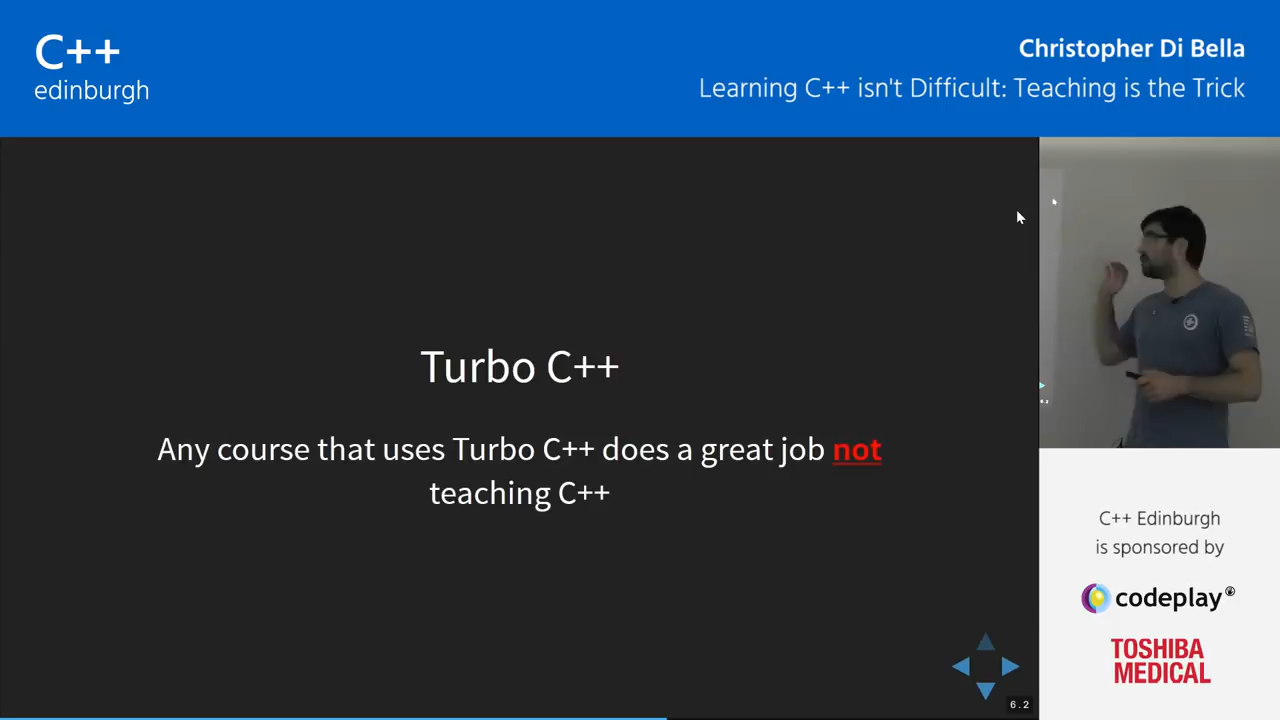 C++
edinburgh
Christopher Di Bella
Learning C++ isn't Difficult: Teaching is the Trick
Turbo C++
Any course that uses Turbo C++ does a great job not
teaching C++
C++ Edinburgh
is sponsored by
codeplay®
TOSHIBA
MEDICAL
6.2